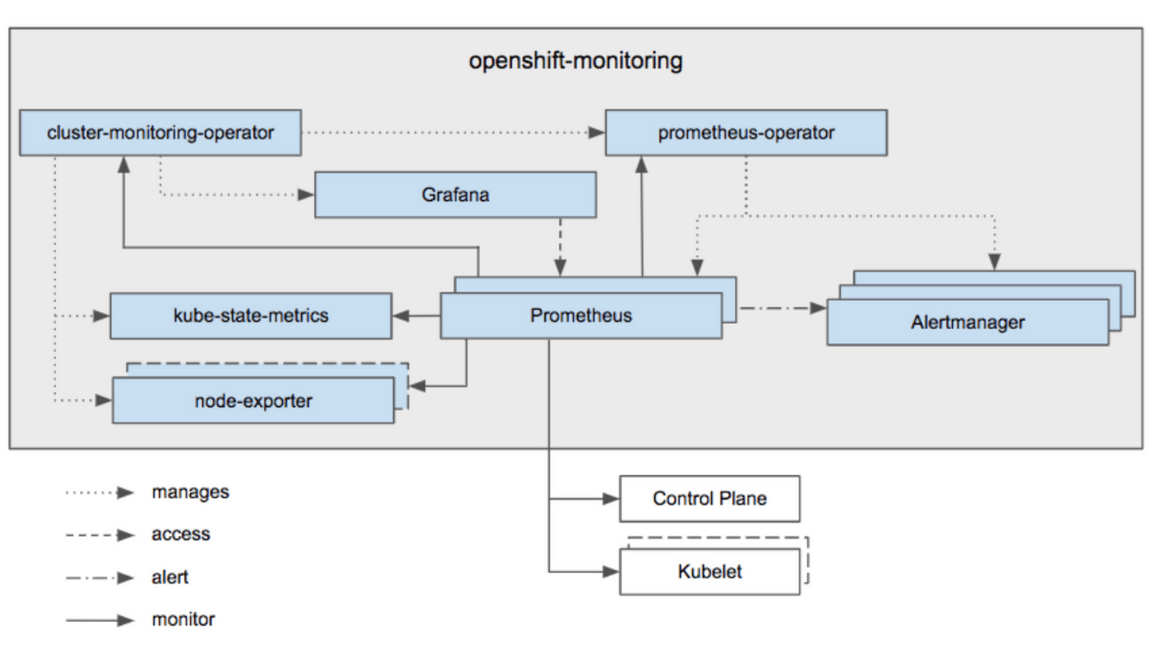 openshift-monitoring
cluster-monitoring-operator
prometheus-operator
Grafana
kube-state-metrics
Prometheus
Alertmanager
node-exporter
manages
Control Plane
access
alert
Kubelet
monitor